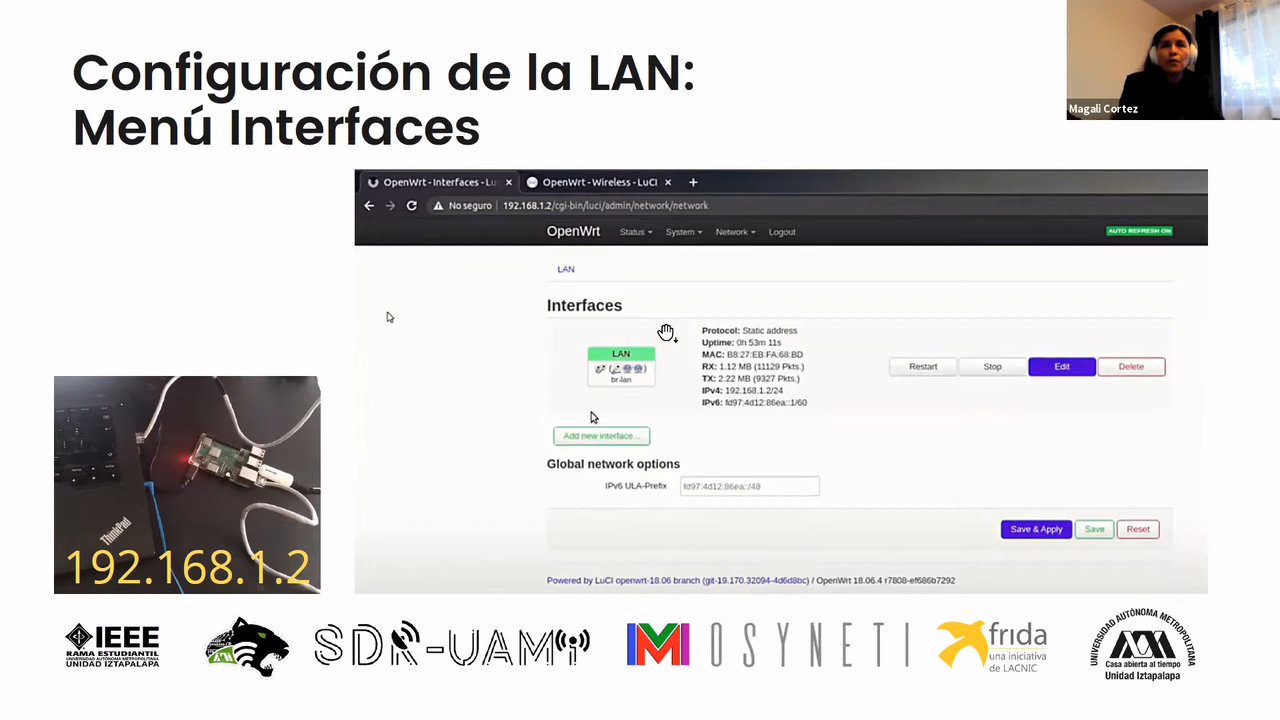 Configuración de la LAN:
Menú Interfaces
Magali Cortez
OpenWrt - Interfaces - Lu
OpenWrt - Wireless - LuCI
No seguro
192.168.1.2/cgi-bin/luci/admin/network/network
OpenWrt
Status
System
Network
Logout
AUTO REFRESH ON
LAN
Interfaces
LAN
br-lan
Protocol: Static address
Uptime: 0h 53m 11s
MAC: B8:27:EB:FA:68:BD
RX: 1.12 MB (11129 Pkts.)
TX: 2.22 MB (9327 Pkts.)
IPv4: 192.168.1.2/24
IPv6: fd97:4d12:86ea::1/60
Restart
Stop
Edit
Delete
Add new interface...
Global network options
IPv6 ULA-Prefix
fd97:4d12:86ea::/48
Save & Apply
Save
Reset
Powered by LuCI openwrt-18.06 branch (git-19.170.32094-4d6d8bc) / OpenWrt 18.06.4 r7808-ef686b7292
ThinkPad
192.168.1.2
IEEE
RAMA ESTUDIANTIL
UNIVERSIDAD AUTÓNOMA METROPOLITANA
UNIDAD IZTAPALAPA
SDR-UAMi
M OSYNETI
frida
una iniciativa
de LACNIC
UNIVERSIDAD AUTÓNOMA METROPOLITANA
Casa abierta al tiempo
Unidad Iztapalapa